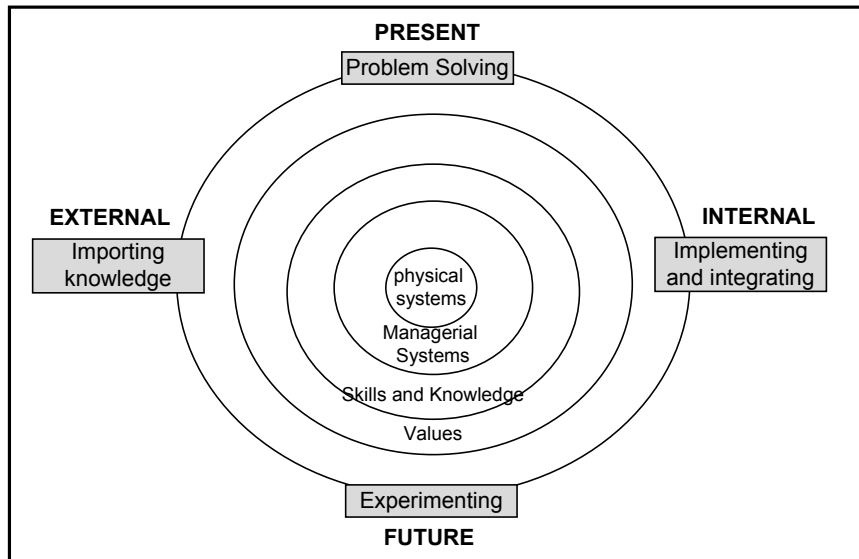 PRESENT
Problem Solving
EXTERNAL
Importing
knowledge
INTERNAL
Implementing
and integrating
physical
systems
Managerial
Systems
Skills and Knowledge
Values
Experimenting
FUTURE